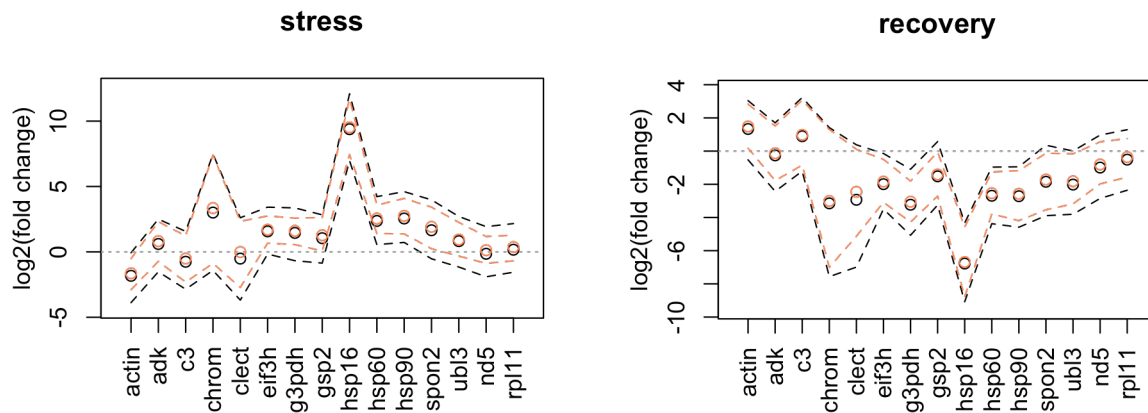 stress
log2(fold change)
10
5
0
-5
actin
adk
c3
chrom
clect
eif3h
g3pdh
gsp2
hsp16
hsp60
hsp90
spon2
ubl3
nd5
rpl11
recovery
log2(fold change)
4
2
-2
-6
-10
actin
adk
c3
chrom
clect
eif3h
g3pdh
gsp2
hsp16
hsp60
hsp90
spon2
ubl3
nd5
rpl11